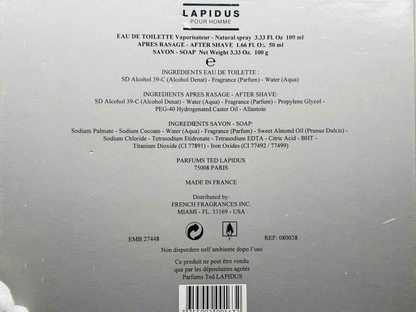 LAPIDUS
POUR HOMME
EAU DE TOILETTE Vaporisateur - Natural spray 3.33 Fl Oz 100 ml
APRES RASAGE - AFTER SHAVE 1.66 Fl Oz. 50 ml
SAVON - SOAP Net Weight 3.33 Oz. 100 g
℮
INGREDIENTS EAU DE TOILETTE :
SD Alcohol 39-C (Alcohol Denat) - Fragrance (Parfum) - Water (Aqua)
INGREDIENTS APRES RASAGE - AFTER SHAVE:
SD Alcohol 39-C (Alcohol Denat) - Water (Aqua) - Fragrance (Parfum) - Propylene Glycol -
PEG-40 Hydrogenated Castor Oil - Allantoin
INGREDIENTS SAVON - SOAP:
Sodium Palmate - Sodium Cocoate - Water (Aqua) - Fragrance (Parfum) - Sweet Almond Oil (Prunus Dulcis) -
Sodium Chloride - Tetrasodium Etidronate - Tetrasodium EDTA - Citric Acid - BHT -
Titanium Dioxide (CI 77891) - Iron Oxides (CI 77492 / 77499)
PARFUMS TED LAPIDUS
75008 PARIS
MADE IN FRANCE
Distributed by:
FRENCH FRAGRANCES INC.
MIAMI - FL. 33169 - USA
EMB 27448
REF: 080038
Non disperdere nell'ambiente dopo l'uso
Ce produit ne peut être vendu
que par les dépositaires agréés
Parfums Ted LAPIDUS